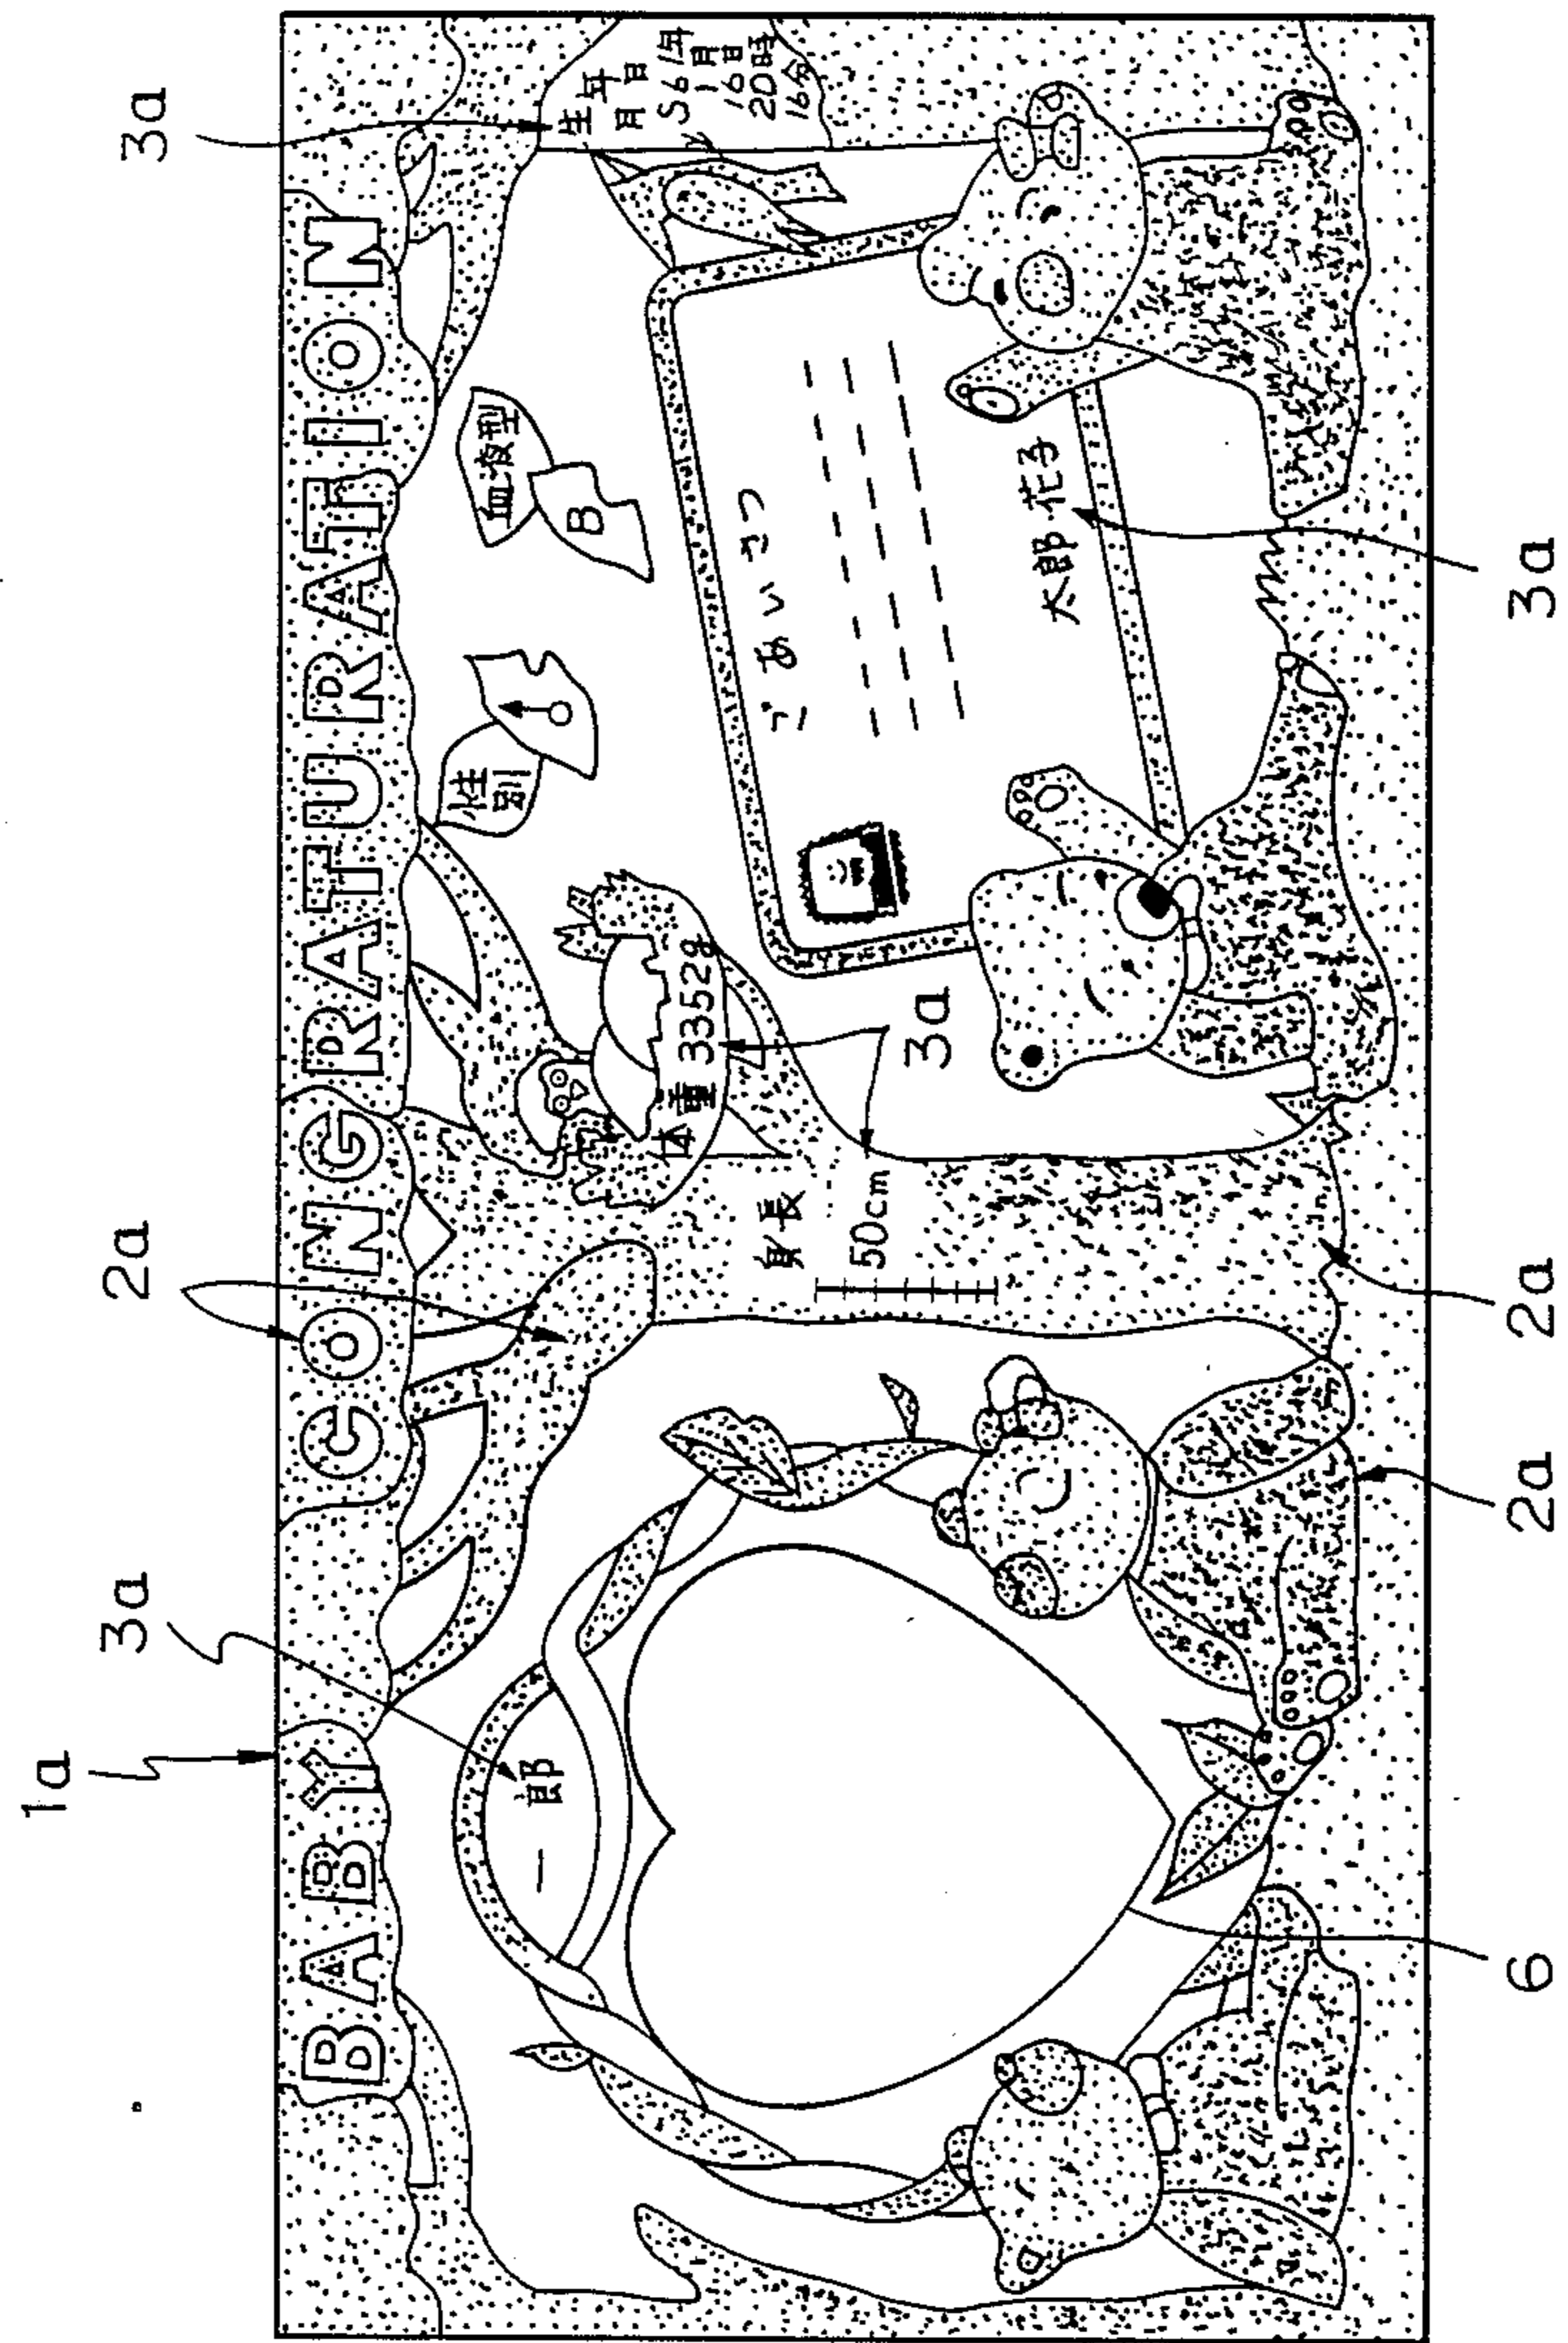 1a
3a
2a
3a
BABY CONGRATURATION
一郎
性
別
血液型
B
生年
月日
S61年
1月
16日
20時
16分
体重 3352g
身長
50cm
3a
ごあいさつ
太郎 花子
6
2a
2a
3a